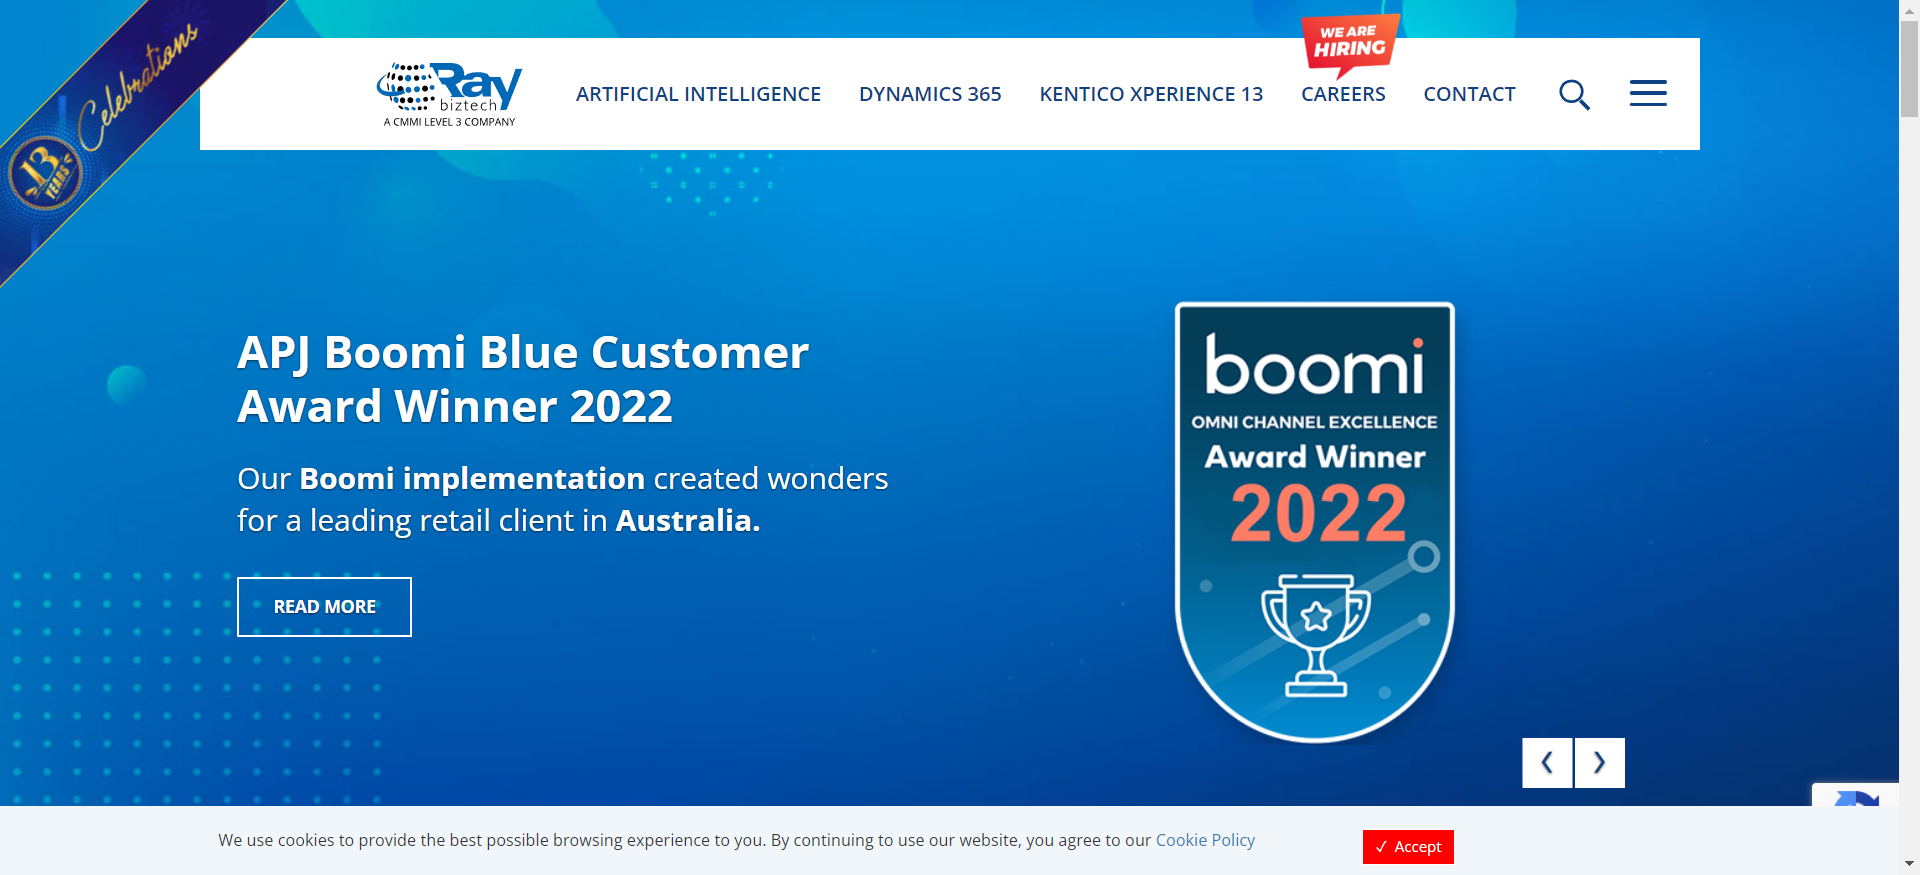 13 YEARS Celebrations
WE ARE
HIRING
Ray
biztech
A CMMI LEVEL 3 COMPANY
ARTIFICIAL INTELLIGENCE DYNAMICS 365 KENTICO XPERIENCE 13 CAREERS CONTACT
APJ Boomi Blue Customer
Award Winner 2022
Our Boomi implementation created wonders
for a leading retail client in Australia.
READ MORE
boomi
OMNI CHANNEL EXCELLENCE
Award Winner
2022
We use cookies to provide the best possible browsing experience to you. By continuing to use our website, you agree to our Cookie Policy
✓ Accept